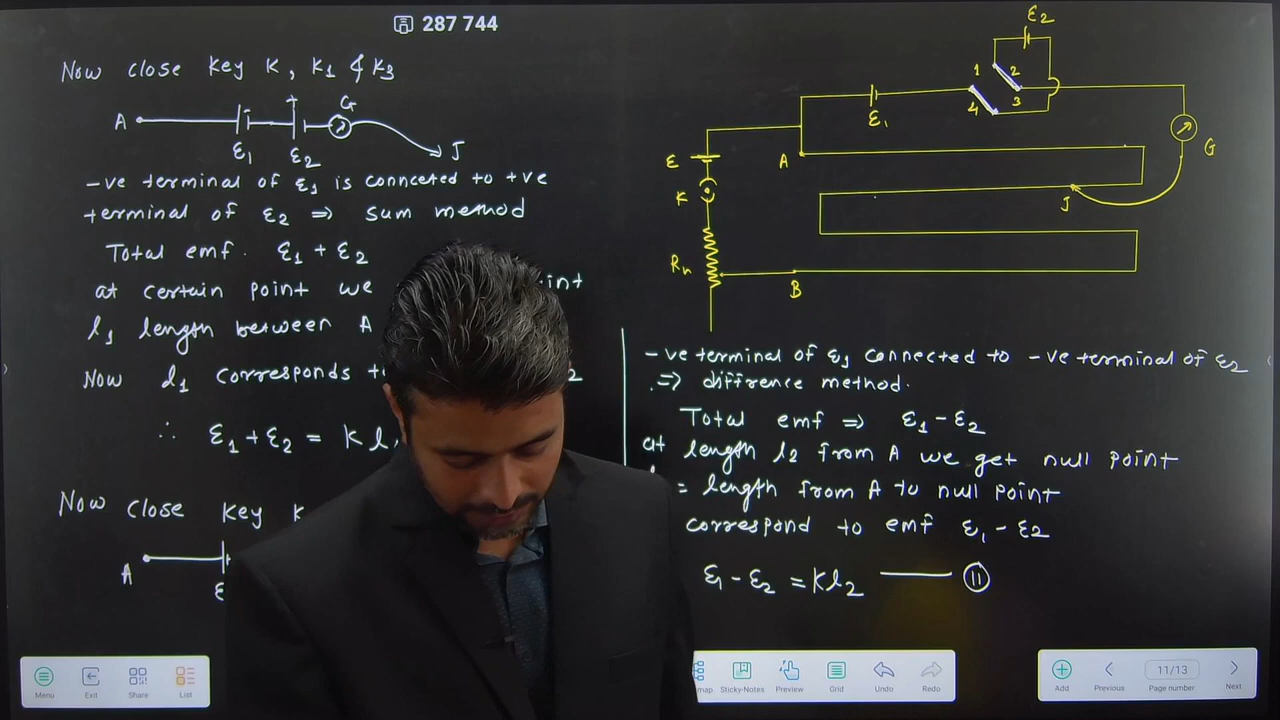 287 744
Now close key K, K1 & K3
A
+
G
ε1
ε2
J
-ve terminal of ε1 is connceted to +ve
terminal of ε2 ⇒ sum method
Total emf. ε1 + ε2
at certain point we
l1 length between A
Now l1 corresponds
∴ ε1+ε2 = K l
Now close key K
A
ε2
1
2
3
4
ε1
ε
A
K
J
G
Rh
B
-ve terminal of ε1 connected to -ve terminal of ε2
⇒ difference method.
Total emf ⇒ ε1-ε2
at length l2 from A we get null point
= length from A to null point
correspond to emf ε1 - ε2
ε1 - ε2 = Kl2 —— II
Menu
Exit
Share
List
Sticky-Notes
Preview
Grid
Undo
Redo
Add
Previous
11/13
Page number
Next